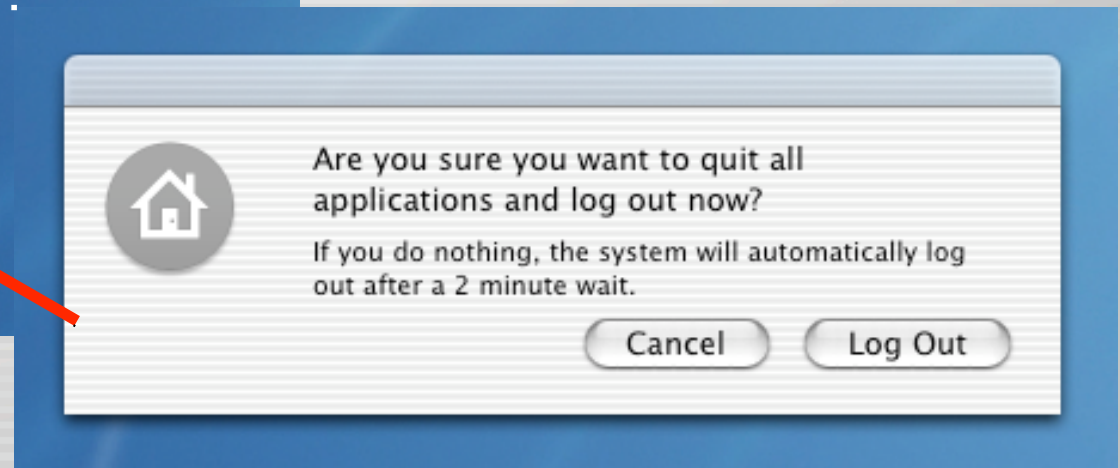 Are you sure you want to quit all
applications and log out now?
If you do nothing, the system will automatically log
out after a 2 minute wait.
Cancel
Log Out